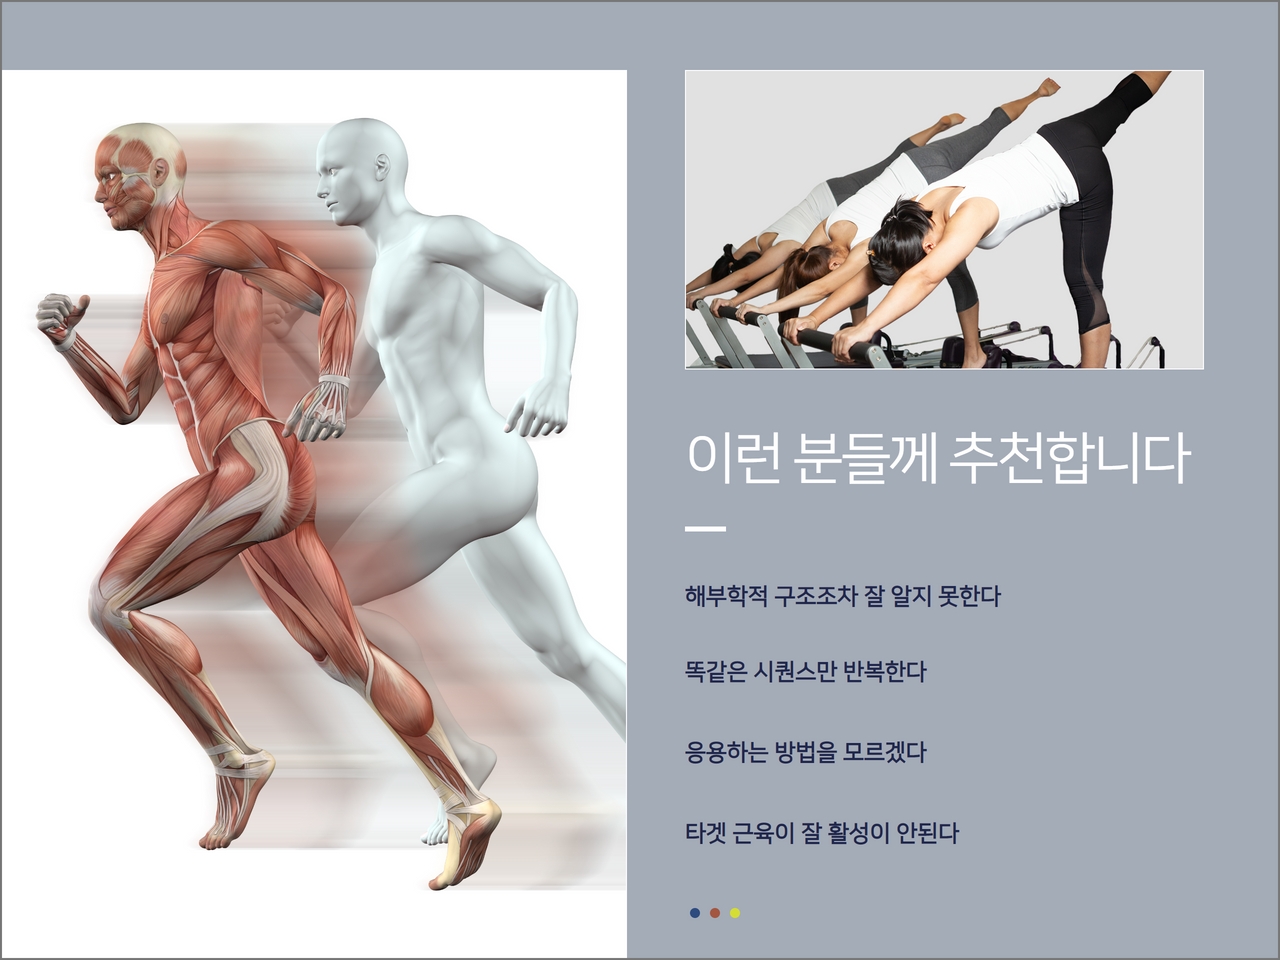 이런 분들께 추천합니다
해부학적 구조조차 잘 알지 못한다
똑같은 시퀀스만 반복한다
응용하는 방법을 모르겠다
타겟 근육이 잘 활성이 안된다